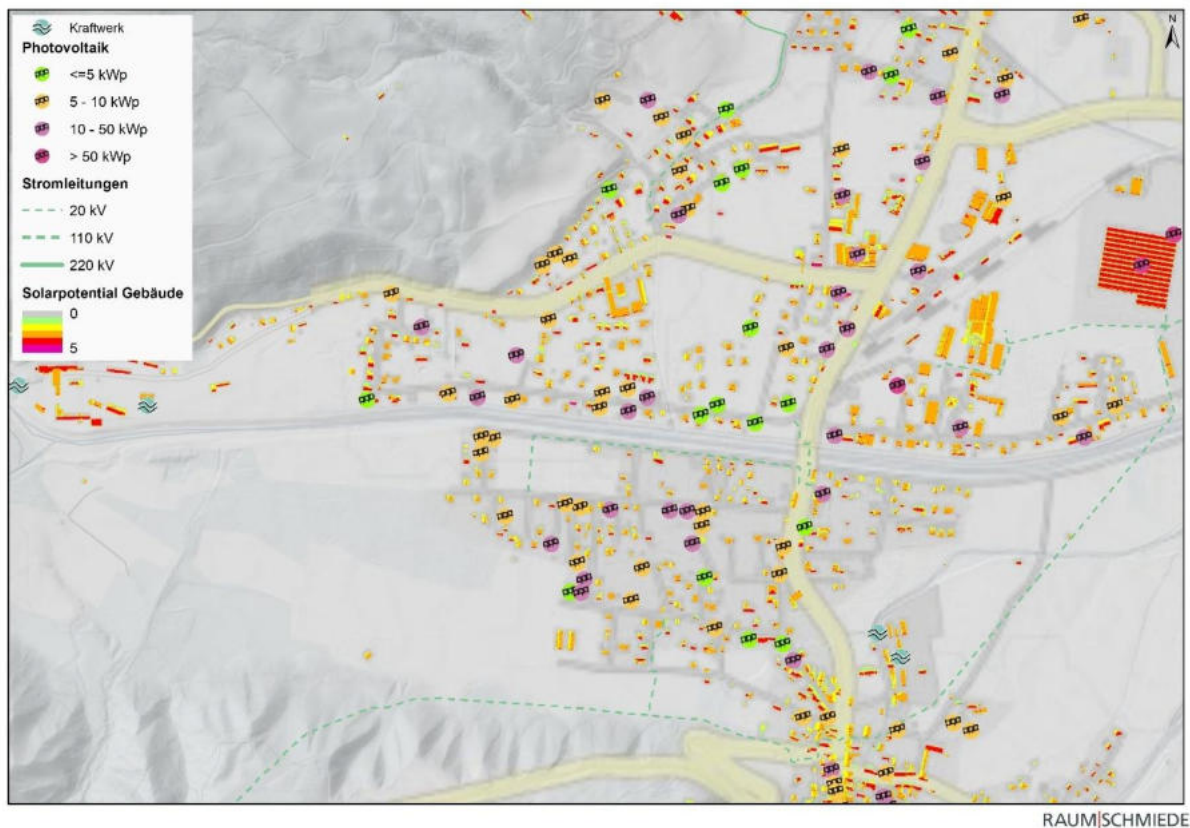 Kraftwerk
Photovoltaik
<=5 kWp
5 - 10 kWp
10 - 50 kWp
> 50 kWp
Stromleitungen
20 kV
110 kV
220 kV
Solarpotential Gebäude
0
5
N
RAUM|SCHMIEDE